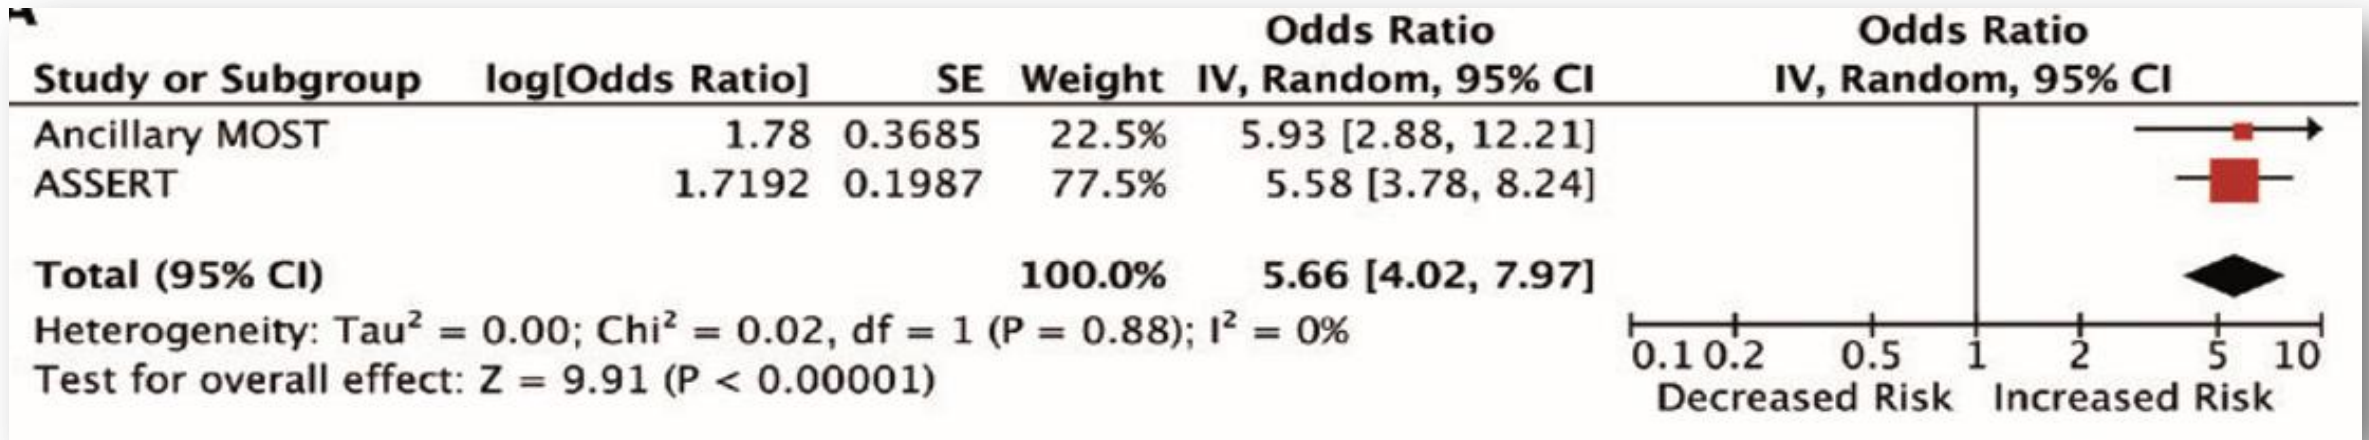 A
Odds Ratio Odds Ratio
Study or Subgroup log[Odds Ratio] SE Weight IV, Random, 95% CI IV, Random, 95% CI
Ancillary MOST 1.78 0.3685 22.5% 5.93 [2.88, 12.21]
ASSERT 1.7192 0.1987 77.5% 5.58 [3.78, 8.24]
Total (95% CI) 100.0% 5.66 [4.02, 7.97]
Heterogeneity: Tau² = 0.00; Chi² = 0.02, df = 1 (P = 0.88); I² = 0%
Test for overall effect: Z = 9.91 (P < 0.00001)
0.1 0.2 0.5 1 2 5 10
Decreased Risk Increased Risk